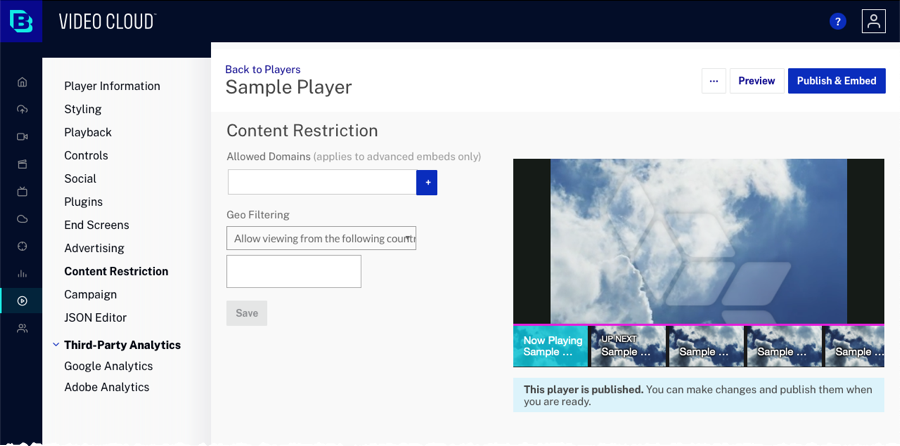 VIDEO CLOUD
?
Back to Players
Sample Player
...
Preview
Publish & Embed
Player Information
Styling
Playback
Controls
Social
Plugins
End Screens
Advertising
Content Restriction
Campaign
JSON Editor
Third-Party Analytics
Google Analytics
Adobe Analytics
Content Restriction
Allowed Domains (applies to advanced embeds only)
+
Geo Filtering
Allow viewing from the following countr
Save
Now Playing
Sample ...
UP NEXT
Sample ...
Sample ...
Sample ...
Sample ...
This player is published. You can make changes and publish them when
you are ready.